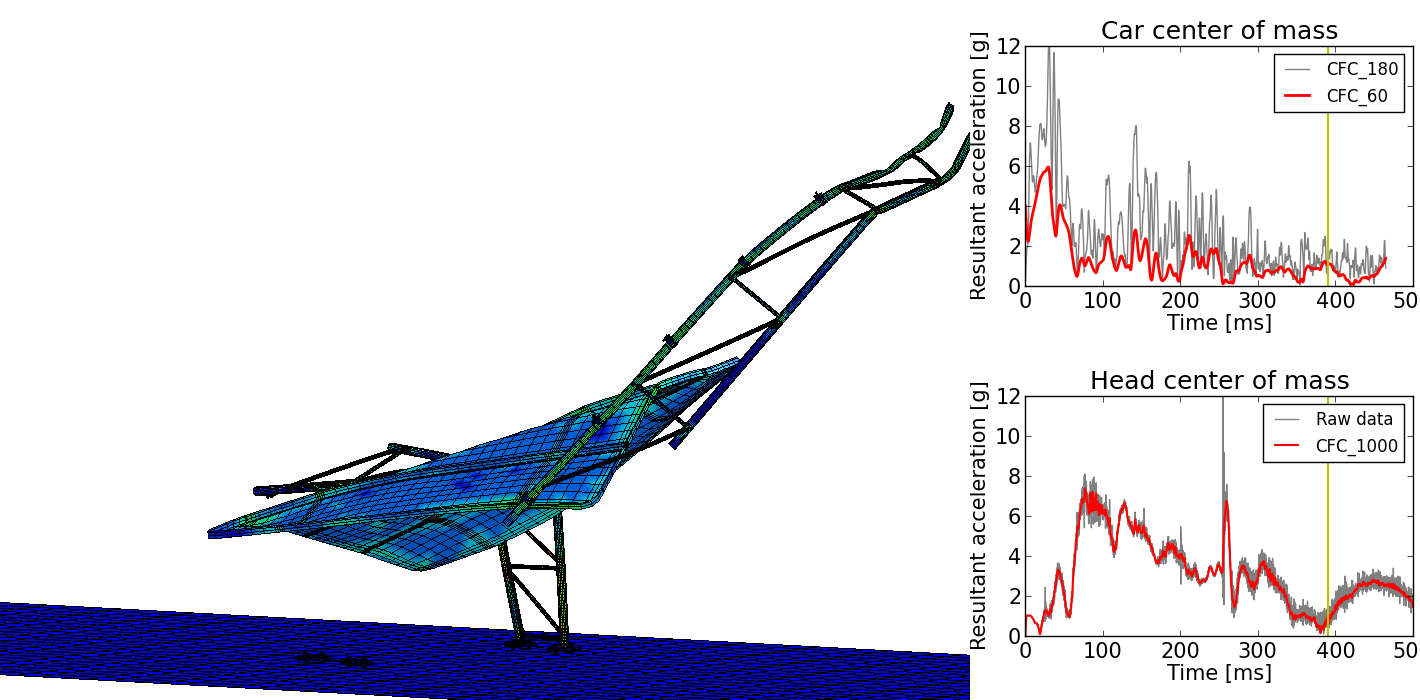 Car center of mass
Resultant acceleration [g]
12
10
8
6
4
2
0
CFC_180
CFC_60
0 100 200 300 400 50
Time [ms]
Head center of mass
Resultant acceleration [g]
12
10
8
6
4
2
0
Raw data
CFC_1000
0 100 200 300 400 50
Time [ms]